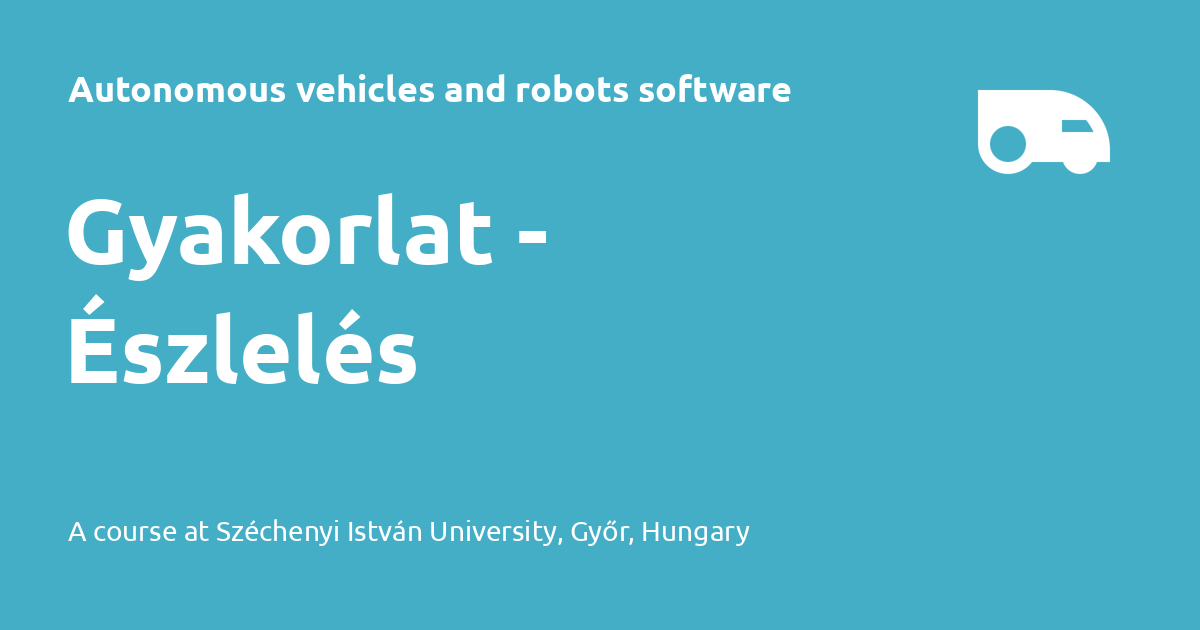 Autonomous vehicles and robots software
Gyakorlat -
Észlelés
A course at Széchenyi István University, Győr, Hungary